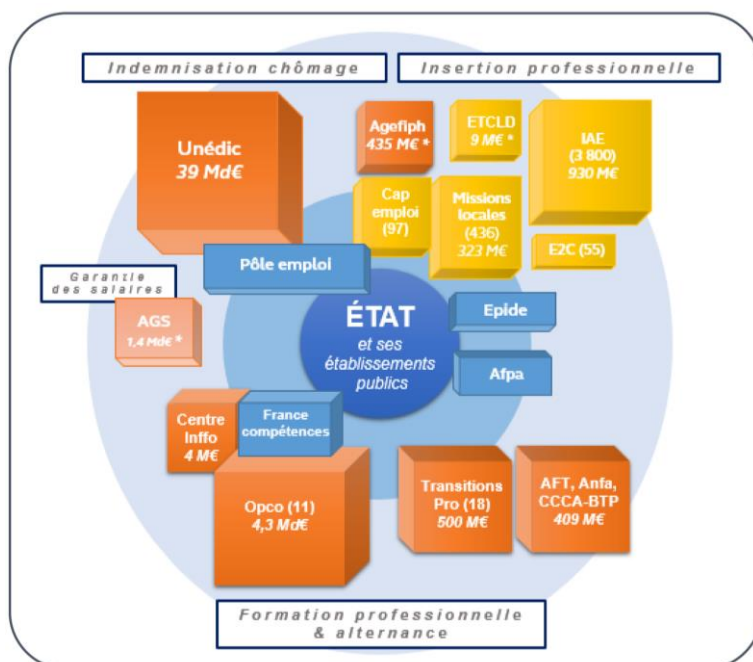 Indemnisation chômage
Insertion professionnelle
Unédic
39 Md€
Agefiph
435 M€ *
ETCLD
9 M€ *
IAE
(3 800)
930 M€
Cap
emploi
(97)
Missions
locales
(436)
323 M€
E2C (55)
Pôle emploi
Garantie
des salaires
AGS
1,4 Md€ *
ÉTAT
et ses
établissements
publics
Epide
Afpa
Centre
Inffo
4 M€
France
compétences
Opco (11)
4,3 Md€
Transitions
Pro (18)
500 M€
AFT, Anfa,
CCCA-BTP
409 M€
Formation professionnelle
& alternance